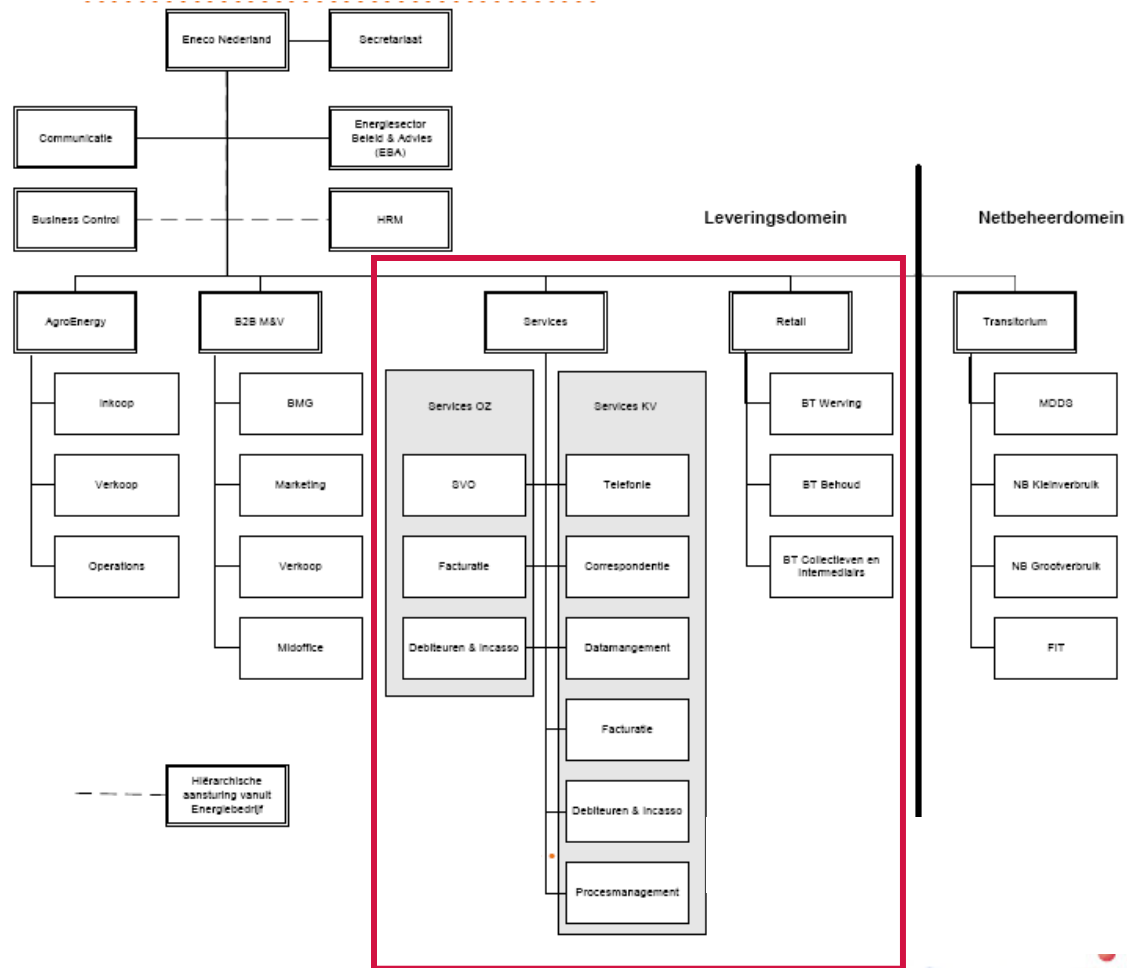 Eneco Nederland
Secretariaat
Communicatie
Energiesector
Beleid & Advies
(EBA)
Business Control
HRM
Leveringsdomein
Netbeheerdomein
AgroEnergy
B2B M&V
Services
Retail
Transitorium
Inkoop
Verkoop
Operations
BMG
Marketing
Verkoop
Midoffice
Services OZ
SVO
Facturatie
Debiteuren & Incasso
Services KV
Telefonie
Correspondentie
Datamangement
Facturatie
Debiteuren & Incasso
Procesmanagement
BT Werving
BT Behoud
BT Collectieven en
Intermediairs
MDDS
NB Kleinverbruik
NB Grootverbruik
FIT
Hiërarchische
aansturing vanuit
Energiebedrijf